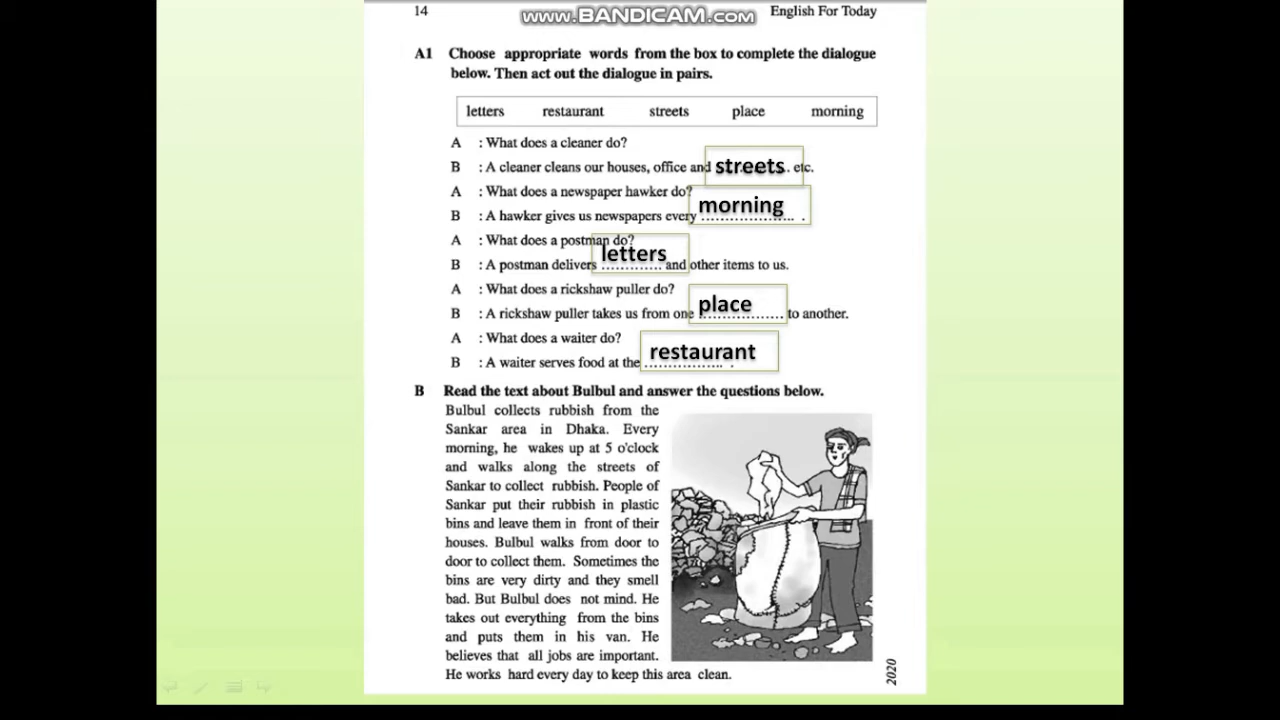 14
www.BANDICAM.com
English For Today
A1 Choose appropriate words from the box to complete the dialogue
below. Then act out the dialogue in pairs.
letters restaurant streets place morning
A : What does a cleaner do?
B : A cleaner cleans our houses, office and streets etc.
A : What does a newspaper hawker do?
B : A hawker gives us newspapers every morning .
A : What does a postman do?
B : A postman delivers letters and other items to us.
A : What does a rickshaw puller do?
B : A rickshaw puller takes us from one place to another.
A : What does a waiter do?
B : A waiter serves food at the restaurant .
B Read the text about Bulbul and answer the questions below.
Bulbul collects rubbish from the
Sankar area in Dhaka. Every
morning, he wakes up at 5 o'clock
and walks along the streets of
Sankar to collect rubbish. People of
Sankar put their rubbish in plastic
bins and leave them in front of their
houses. Bulbul walks from door to
door to collect them. Sometimes the
bins are very dirty and they smell
bad. But Bulbul does not mind. He
takes out everything from the bins
and puts them in his van. He
believes that all jobs are important.
He works hard every day to keep this area clean.
2020